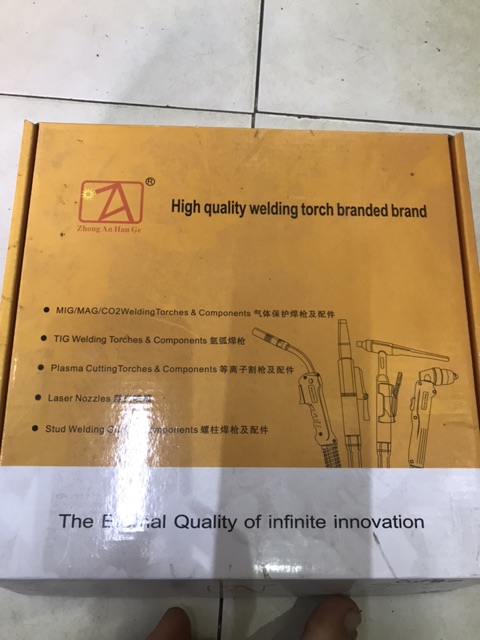 ®
Zhong An Han Ge
High quality welding torch branded brand
MIG/MAG/CO2WeldingTorches & Components 气体保护焊枪及配件
TIG Welding Torches & Components 氩弧焊枪
Plasma CuttingTorches & Components 等离子割枪及配件
Laser Nozzles
Stud Welding Components 螺柱焊枪及配件
The Quality of infinite innovation